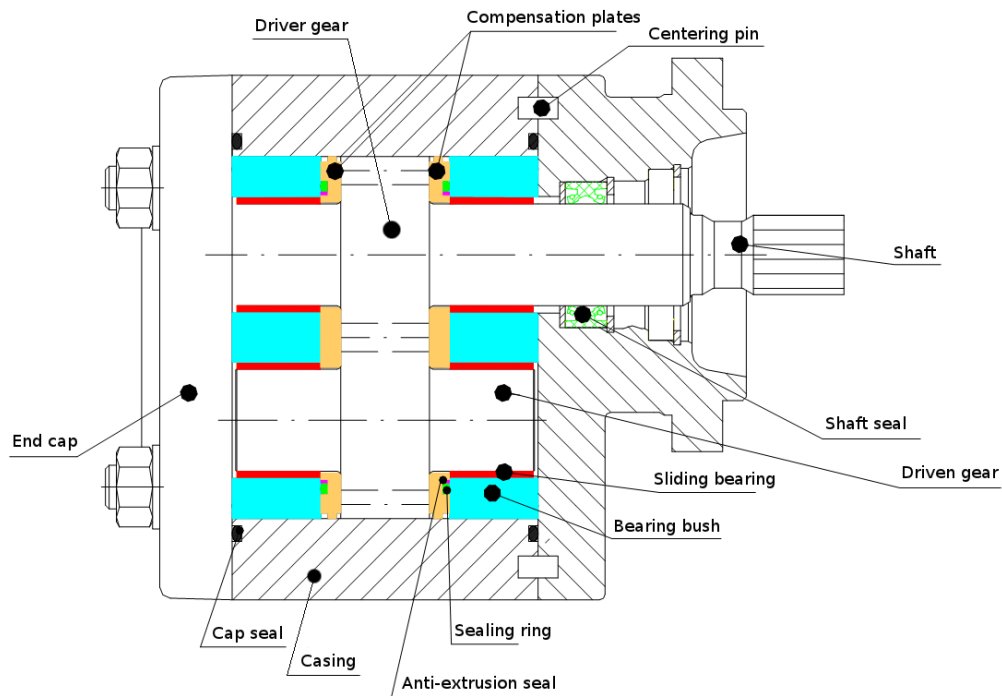 Driver gear
Compensation plates
Centering pin
Shaft
End cap
Shaft seal
Driven gear
Sliding bearing
Bearing bush
Cap seal
Sealing ring
Casing
Anti-extrusion seal